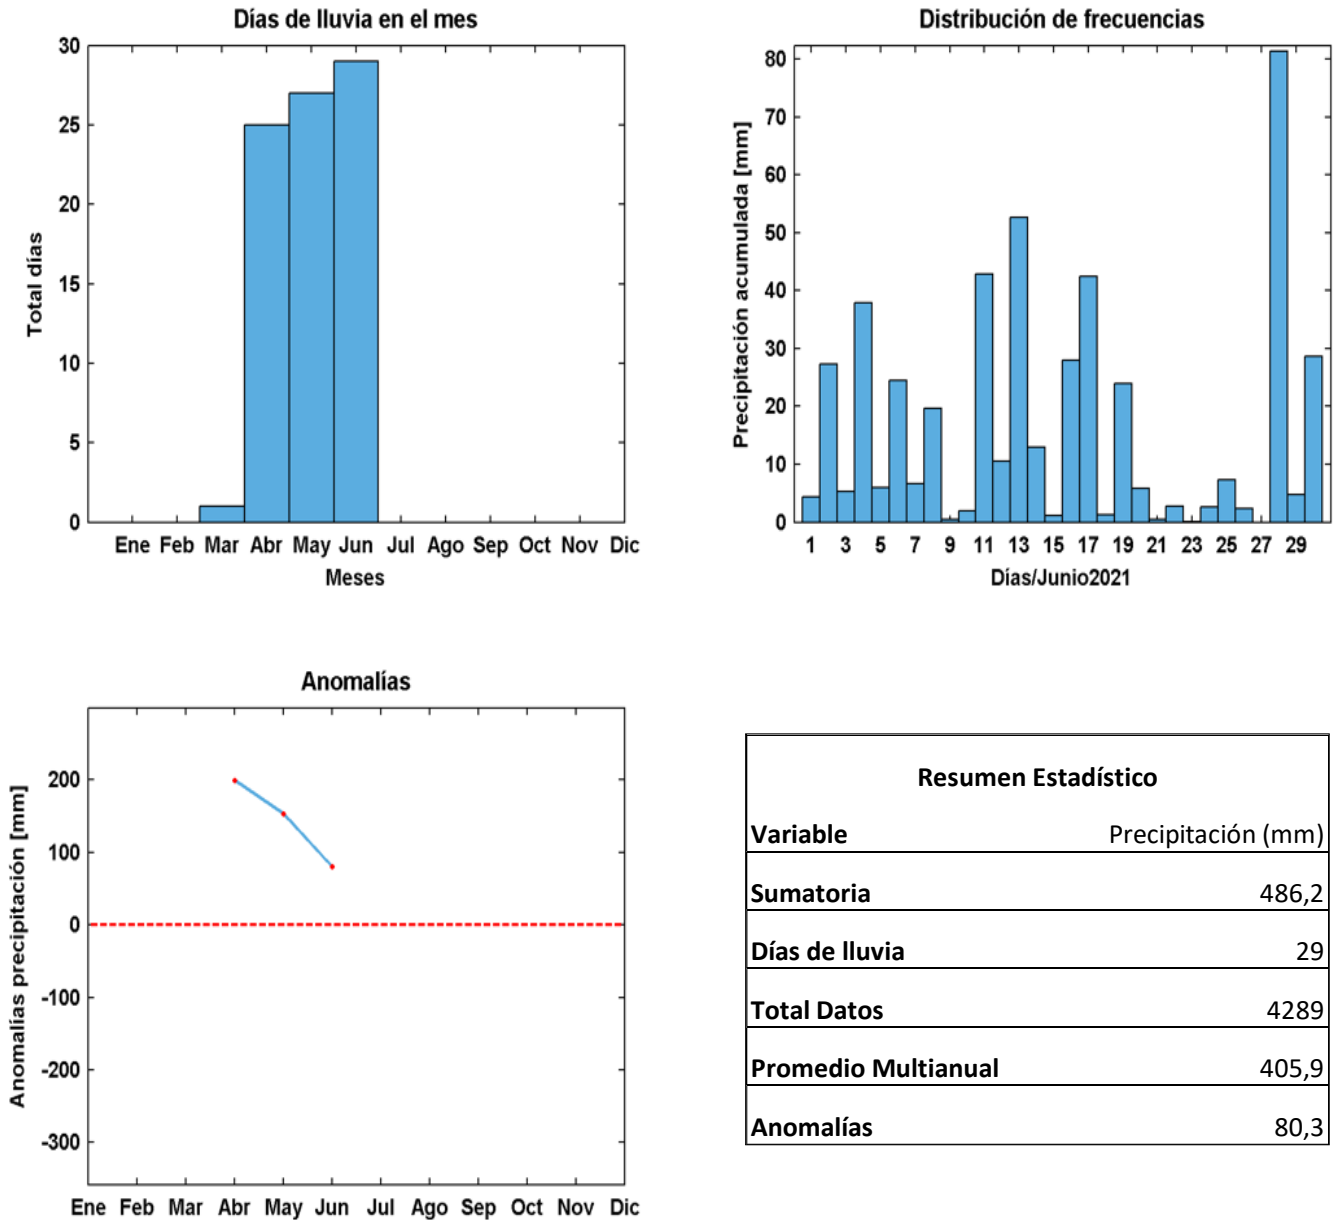 Días de lluvia en el mes
30
25
20
15
10
5
0
Total días
Ene Feb Mar Abr May Jun Jul Ago Sep Oct Nov Dic
Meses
Distribución de frecuencias
80
70
60
50
40
30
20
10
0
Precipitación acumulada [mm]
1 3 5 7 9 11 13 15 17 19 21 23 25 27 29
Días/Junio2021
Anomalías
200
100
0
-100
-200
-300
Anomalías precipitación [mm]
Ene Feb Mar Abr May Jun Jul Ago Sep Oct Nov Dic
Resumen Estadístico
Variable Precipitación (mm)
Sumatoria 486,2
Días de lluvia 29
Total Datos 4289
Promedio Multianual 405,9
Anomalías 80,3